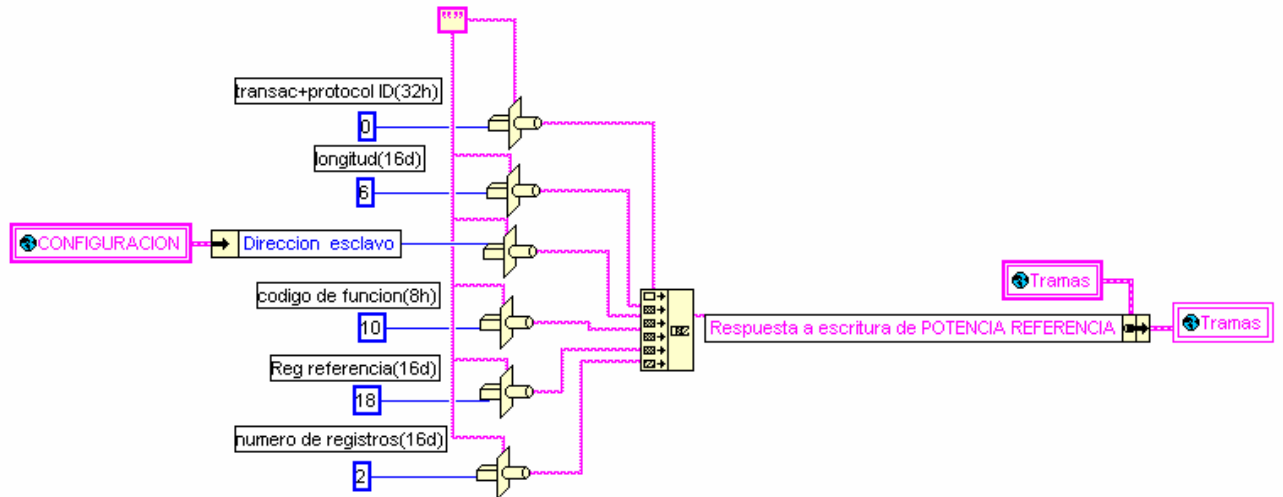 ""
transac+protocol ID(32h)
0
longitud(16d)
6
CONFIGURACION
Direccion esclavo
codigo de funcion(8h)
10
Reg referencia(16d)
18
numero de registros(16d)
2
Tramas
Respuesta a escritura de POTENCIA REFERENCIA
Tramas